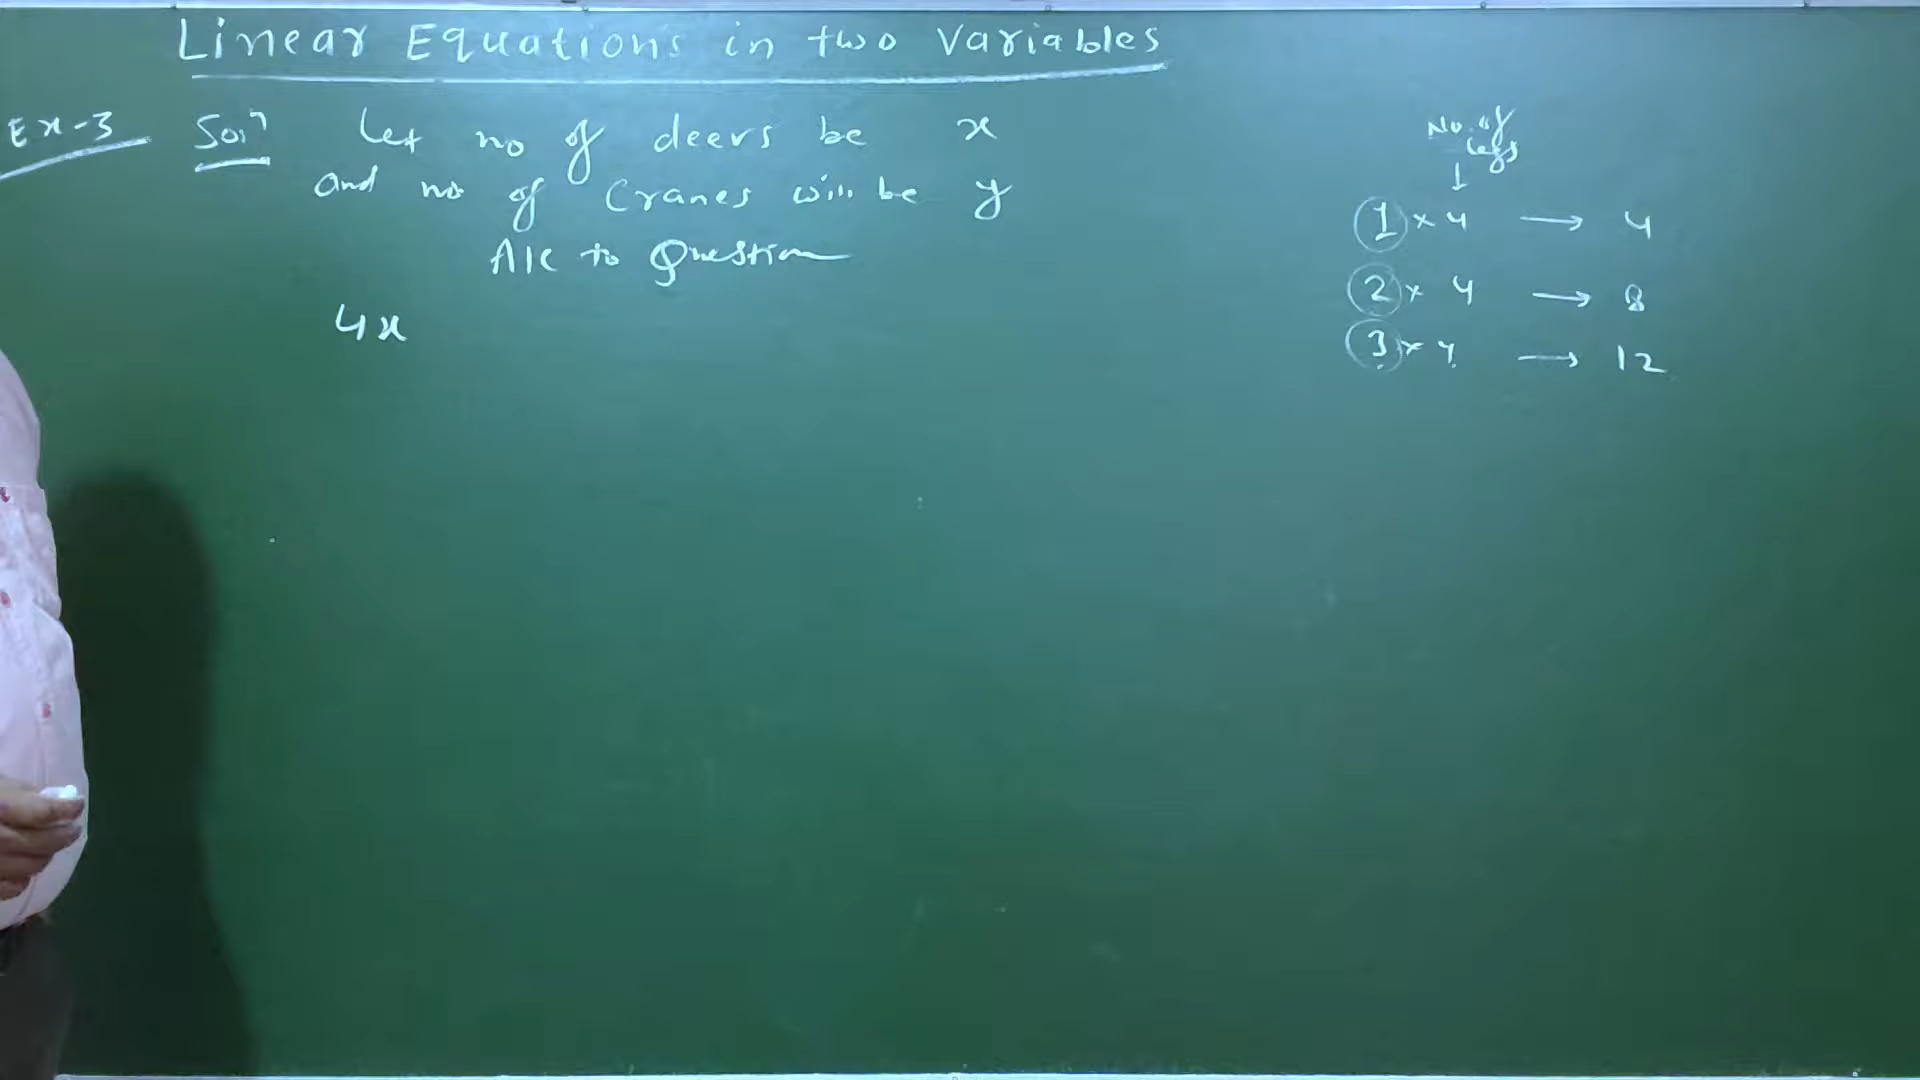 Linear Equations in two Variables
Ex-3 Solⁿ Let no of deers be x
and no of Cranes will be y
A/c to Question
4x
No. of
legs
↓
1 × 4 → 4
2 × 4 → 8
3 × 4 → 12